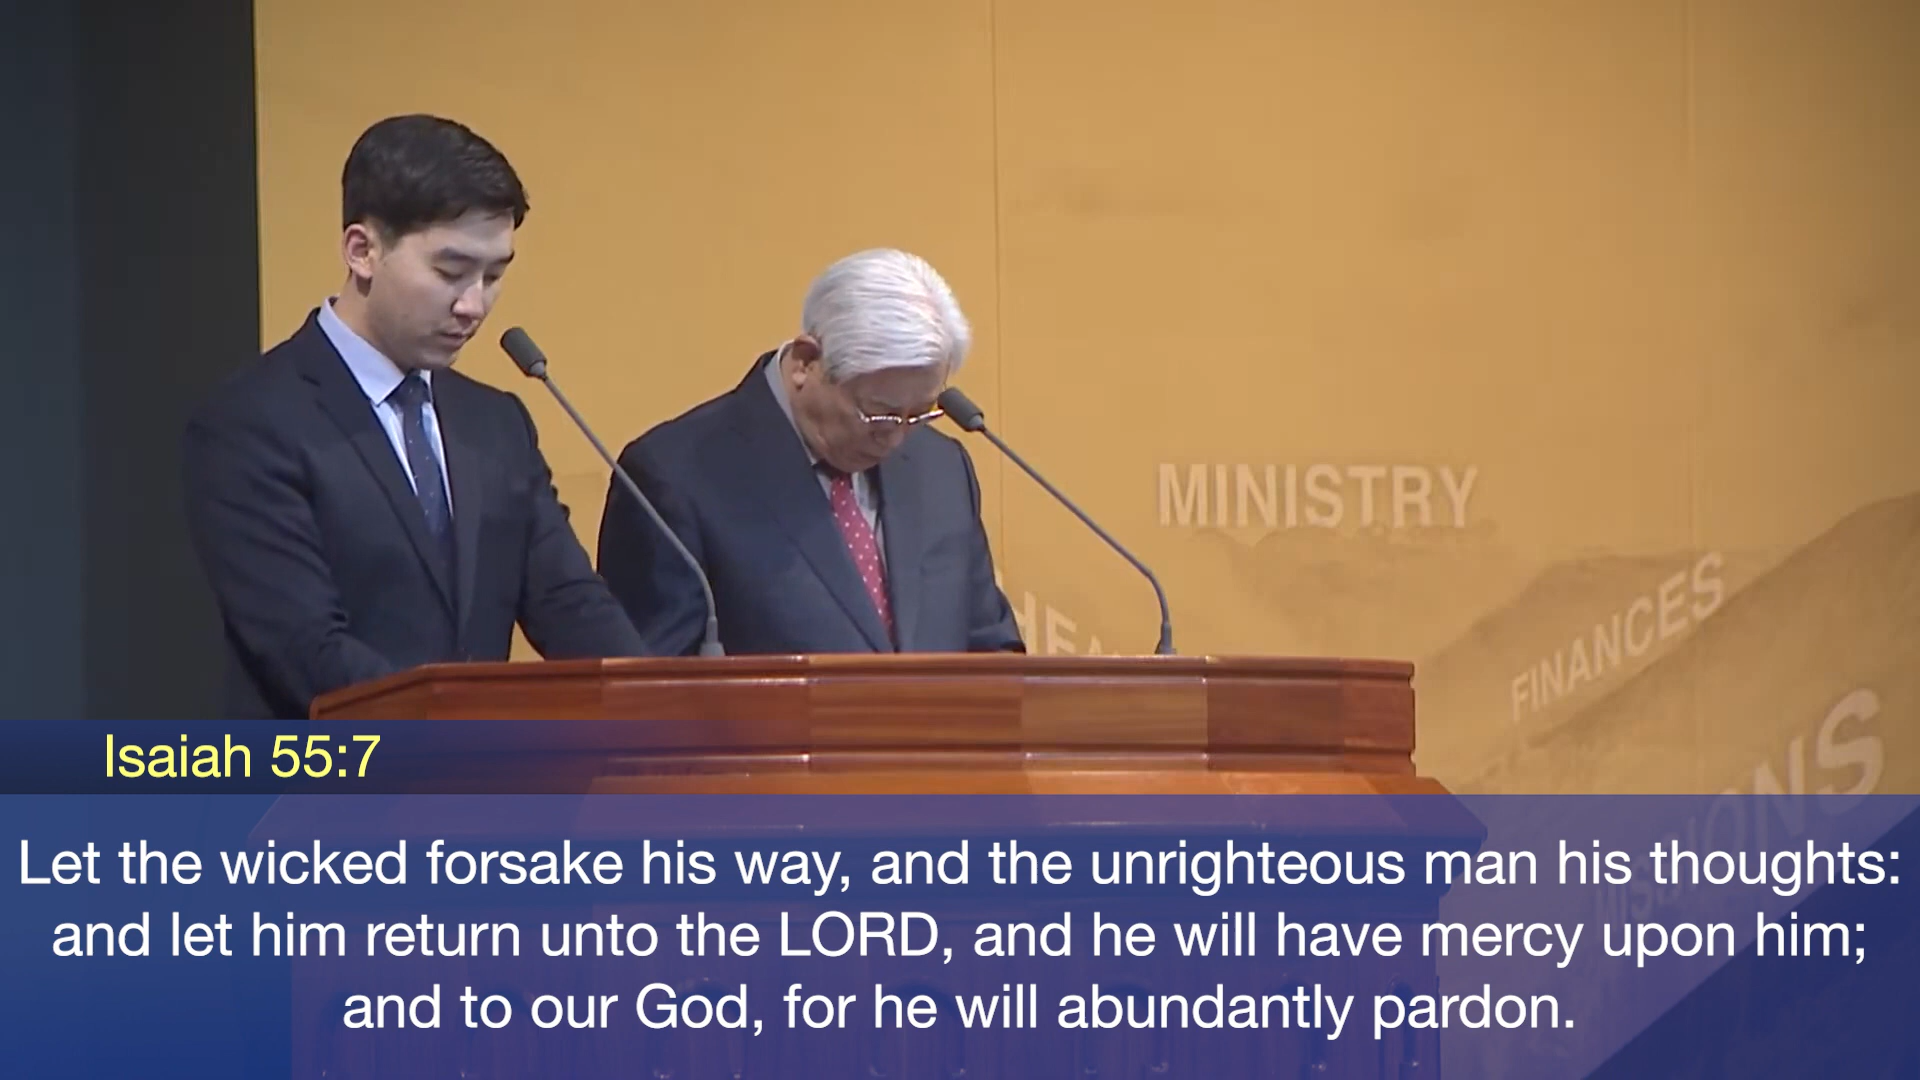 MINISTRY
FINANCES
Isaiah 55:7
Let the wicked forsake his way, and the unrighteous man his thoughts:
and let him return unto the LORD, and he will have mercy upon him;
and to our God, for he will abundantly pardon.